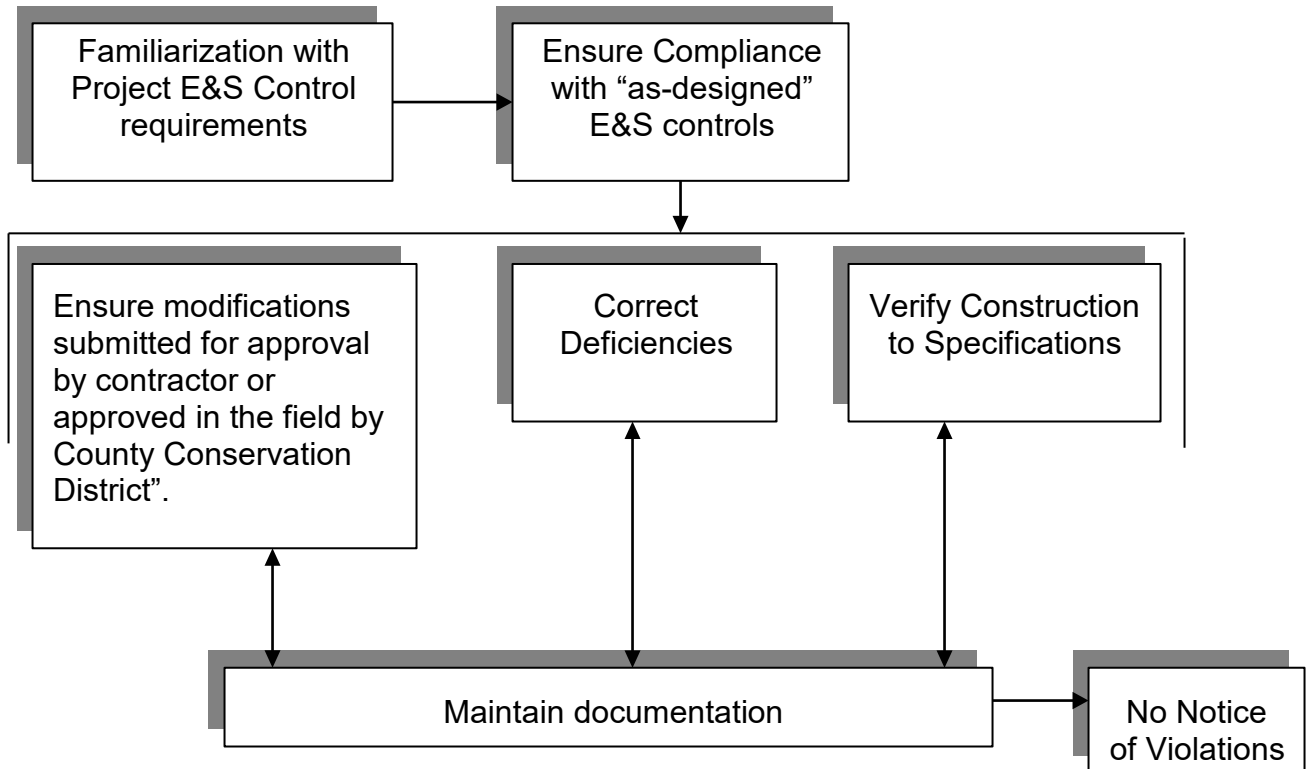 Familiarization with
Project E&S Control
requirements
Ensure Compliance
with “as-designed”
E&S controls
Ensure modifications
submitted for approval
by contractor or
approved in the field by
County Conservation
District”.
Correct
Deficiencies
Verify Construction
to Specifications
Maintain documentation
No Notice
of Violations